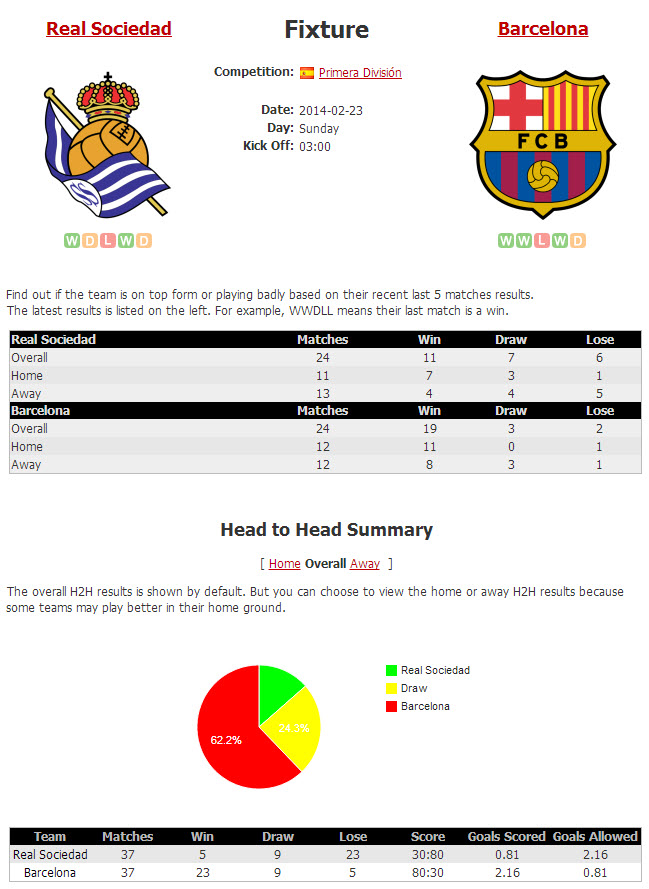 Real Sociedad
Fixture
Barcelona
Competition: Primera División
Date: 2014-02-23
Day: Sunday
Kick Off: 03:00
FCB
W D L W D
W W L W D
Find out if the team is on top form or playing badly based on their recent last 5 matches results.
The latest results is listed on the left. For example, WWDLL means their last match is a win.
Real Sociedad Matches Win Draw Lose
Overall 24 11 7 6
Home 11 7 3 1
Away 13 4 4 5
Barcelona Matches Win Draw Lose
Overall 24 19 3 2
Home 12 11 0 1
Away 12 8 3 1
Head to Head Summary
[ Home Overall Away ]
The overall H2H results is shown by default. But you can choose to view the home or away H2H results because
some teams may play better in their home ground.
Real Sociedad
Draw
Barcelona
24.3%
62.2%
Team Matches Win Draw Lose Score Goals Scored Goals Allowed
Real Sociedad 37 5 9 23 30:80 0.81 2.16
Barcelona 37 23 9 5 80:30 2.16 0.81